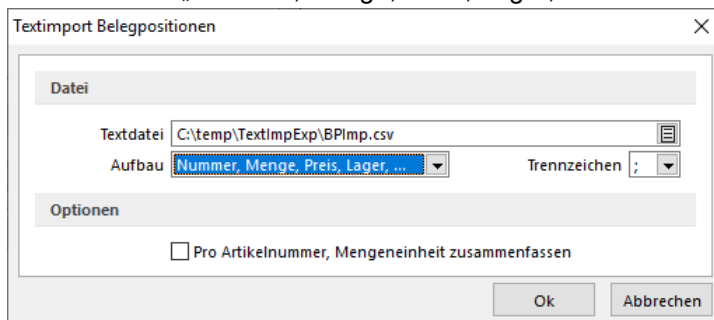 Textimport Belegpositionen
Datei
Textdatei C:\temp\TextImpExp\BPImp.csv
Aufbau Nummer, Menge, Preis, Lager, ... Trennzeichen ;
Optionen
Pro Artikelnummer, Mengeneinheit zusammenfassen
Ok Abbrechen